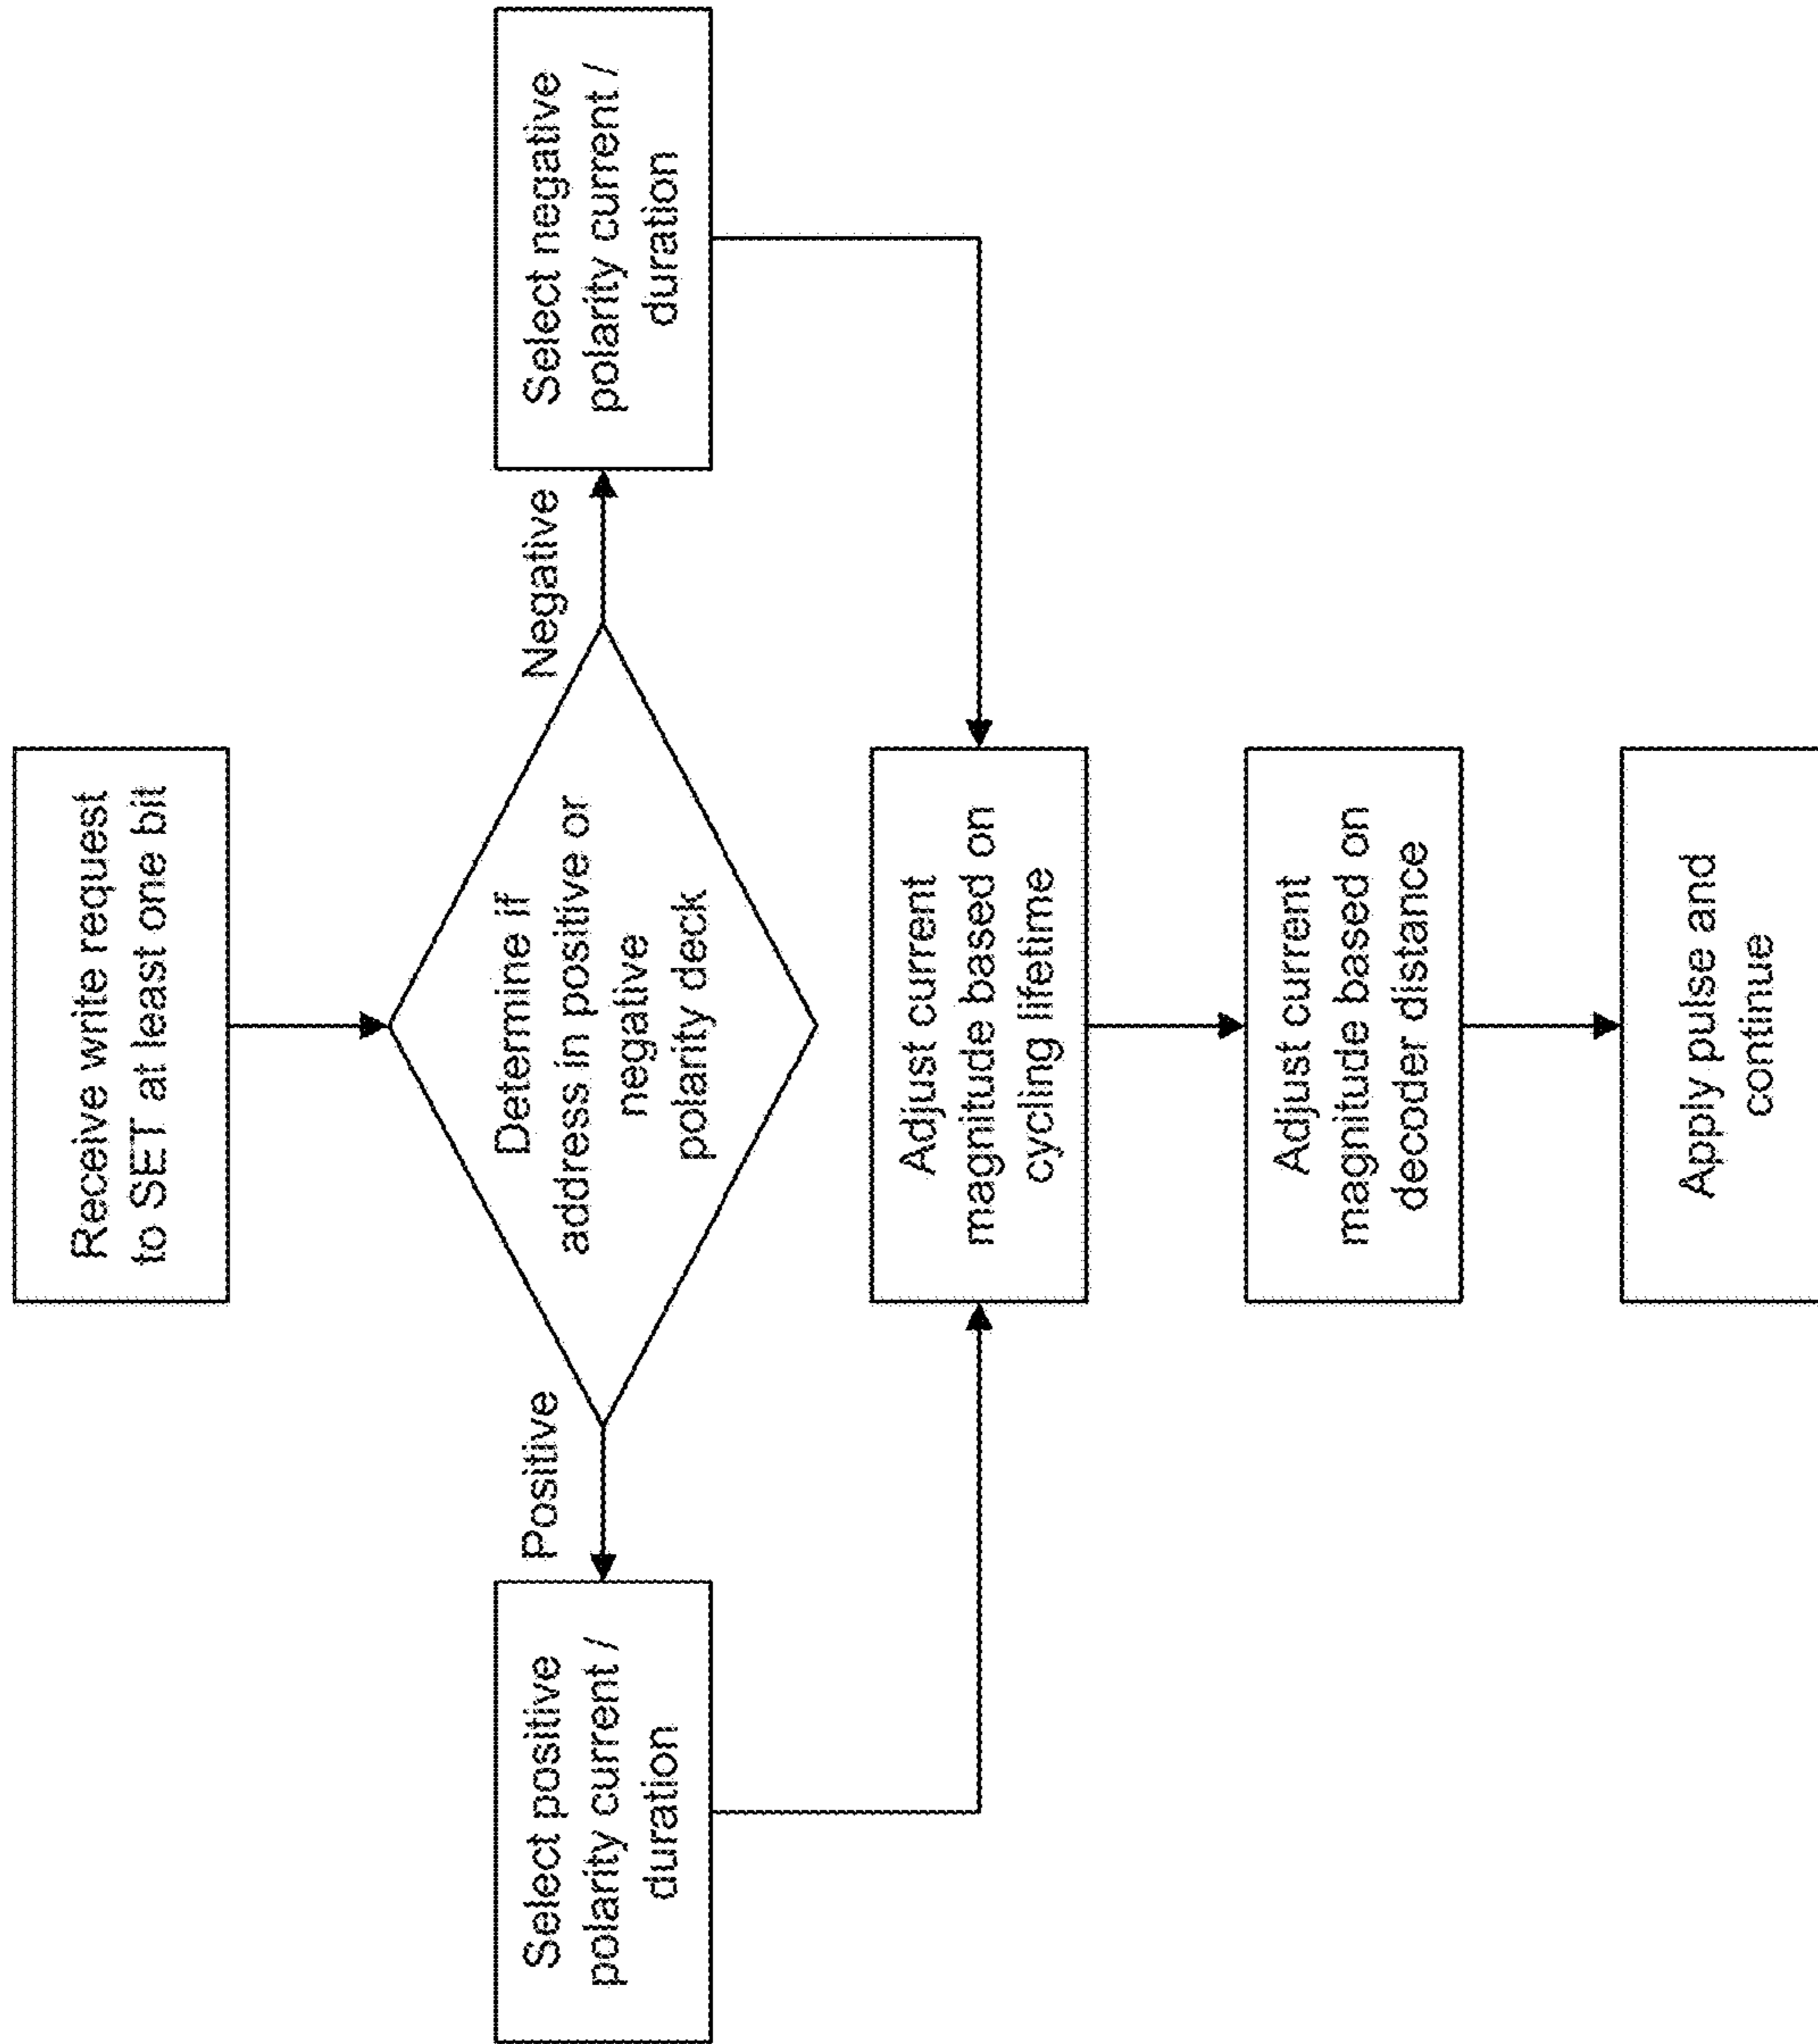 Receive write request
to SET at least one bit
Determine if
address in positive or
negative
polarity deck
Positive
Negative
Select positive
polarity current /
duration
Select negative
polarity current /
duration
Adjust current
magnitude based on
cycling lifetime
Adjust current
magnitude based on
decoder distance
Apply pulse and
continue